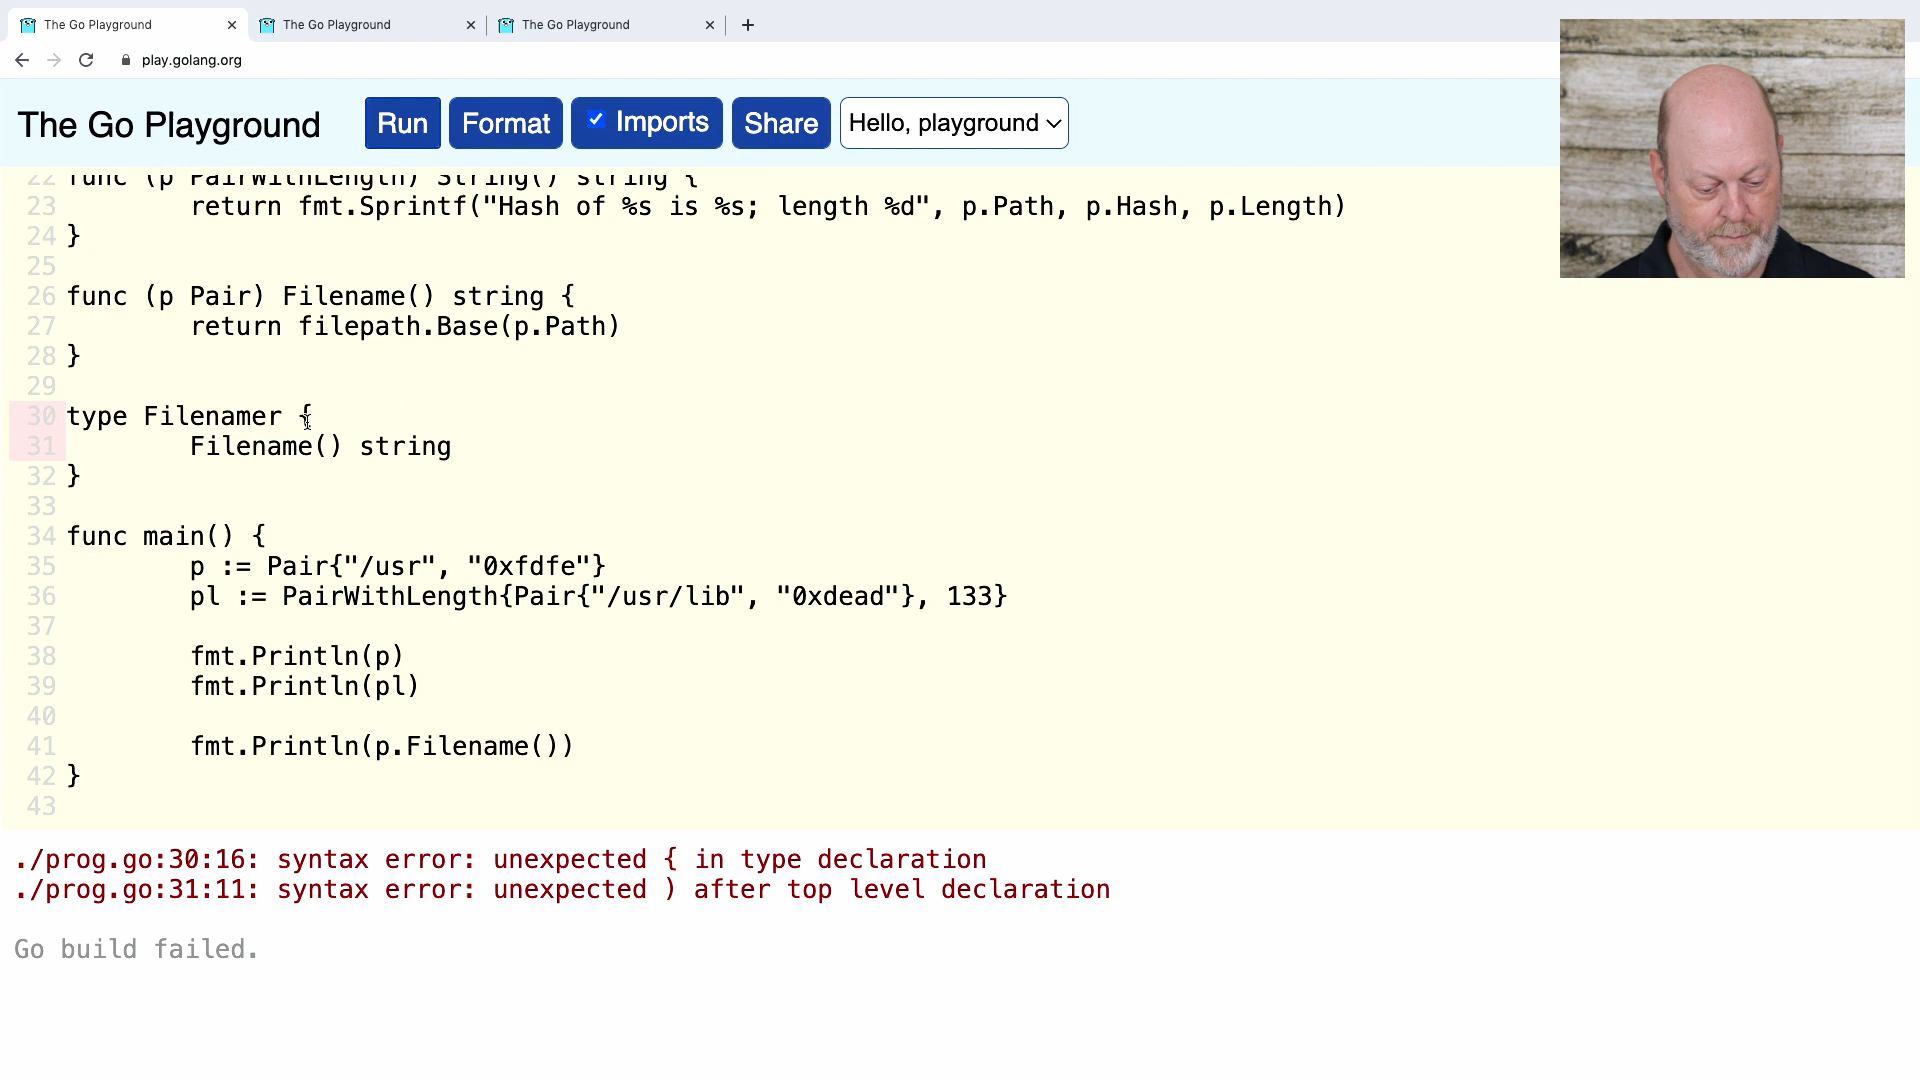 The Go Playground
The Go Playground
The Go Playground
play.golang.org
The Go Playground
Run
Format
Imports
Share
Hello, playground
22 func (p PairWithLength) String() string {
23 return fmt.Sprintf("Hash of %s is %s; length %d", p.Path, p.Hash, p.Length)
24 }
25
26 func (p Pair) Filename() string {
27 return filepath.Base(p.Path)
28 }
29
30 type Filenamer {
31 Filename() string
32 }
33
34 func main() {
35 p := Pair{"/usr", "0xfdfe"}
36 pl := PairWithLength{Pair{"/usr/lib", "0xdead"}, 133}
37
38 fmt.Println(p)
39 fmt.Println(pl)
40
41 fmt.Println(p.Filename())
42 }
43
./prog.go:30:16: syntax error: unexpected { in type declaration
./prog.go:31:11: syntax error: unexpected ) after top level declaration
Go build failed.